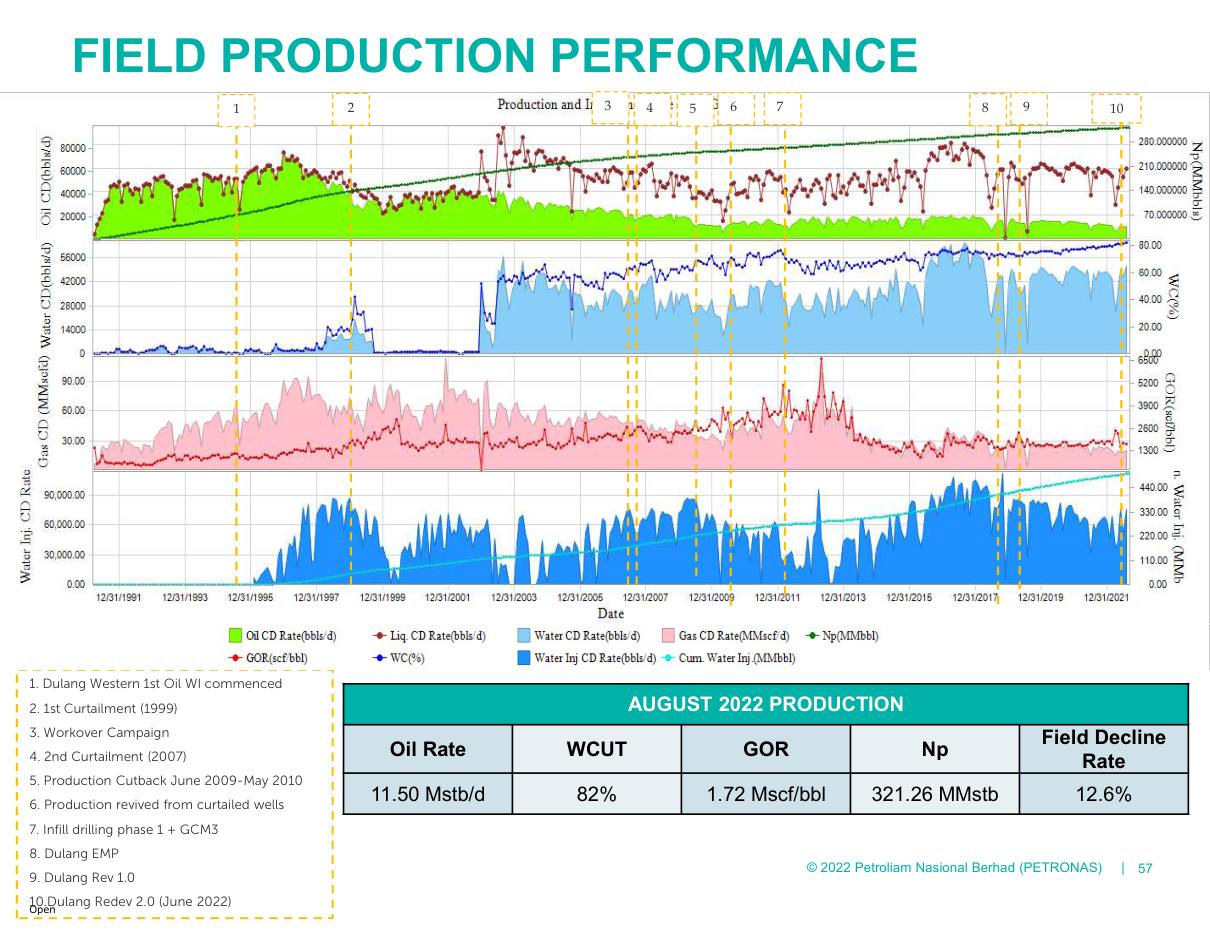 FIELD PRODUCTION PERFORMANCE
Production and In
1
2
3
4
5
6
7
8
9
10
Oil CD(bbls/d)
80000
60000
40000
20000
280.000000
210.000000
140.000000
70.000000
Np(MMbbls)
Water CD(bbls/d)
56000
42000
28000
14000
0
80.00
60.00
40.00
20.00
0.00
WC(%)
Gas CD (MMscf/d)
90.00
60.00
30.00
6500
5200
3900
2600
1300
GOR(scf/bbl)
Water Inj. CD Rate
90,000.00
60,000.00
30,000.00
0.00
440.00
330.00
220.00
110.00
0.00
n. Water Inj. (MMb
12/31/1991 12/31/1993 12/31/1995 12/31/1997 12/31/1999 12/31/2001 12/31/2003 12/31/2005 12/31/2007 12/31/2009 12/31/2011 12/31/2013 12/31/2015 12/31/2017 12/31/2019 12/31/2021
Date
Oil CD Rate(bbls/d) Liq. CD Rate(bbls/d) Water CD Rate(bbls/d) Gas CD Rate(MMscf/d) Np(MMbbl)
GOR(scf/bbl) WC(%) Water Inj CD Rate(bbls/d) Cum. Water Inj.(MMbbl)
1. Dulang Western 1st Oil WI commenced
2. 1st Curtailment (1999)
3. Workover Campaign
4. 2nd Curtailment (2007)
5. Production Cutback June 2009-May 2010
6. Production revived from curtailed wells
7. Infill drilling phase 1 + GCM3
8. Dulang EMP
9. Dulang Rev 1.0
10.Dulang Redev 2.0 (June 2022)
Open
AUGUST 2022 PRODUCTION
Oil Rate WCUT GOR Np Field Decline Rate
11.50 Mstb/d 82% 1.72 Mscf/bbl 321.26 MMstb 12.6%
© 2022 Petroliam Nasional Berhad (PETRONAS) | 57